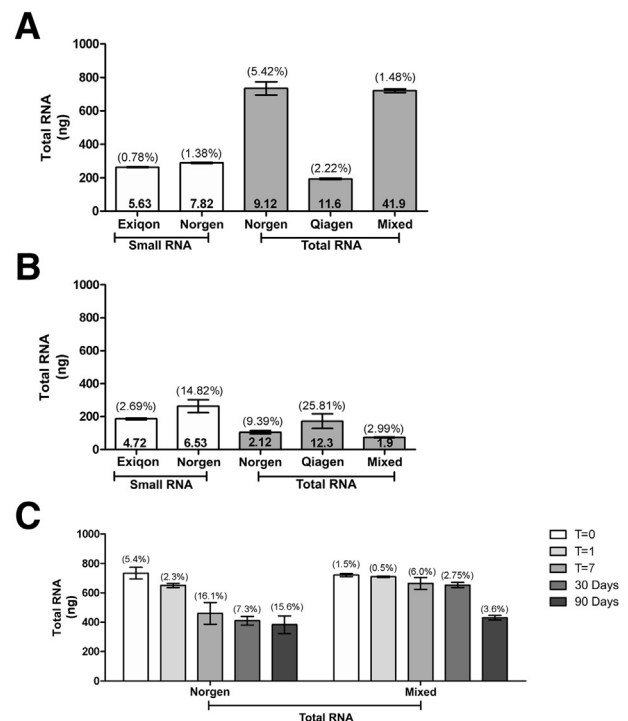 A
Total RNA
(ng)
1000
800
600
400
200
0
(0.78%)
(1.38%)
(5.42%)
(2.22%)
(1.48%)
5.63
7.82
9.12
11.6
41.9
Exiqon
Norgen
Norgen
Qiagen
Mixed
Small RNA
Total RNA
B
Total RNA
(ng)
1000
800
600
400
200
0
(2.69%)
(14.82%)
(9.39%)
(25.81%)
(2.99%)
4.72
6.53
2.12
12.3
1.9
Exiqon
Norgen
Norgen
Qiagen
Mixed
Small RNA
Total RNA
C
Total RNA
(ng)
1000
800
600
400
200
0
(5.4%)
(2.3%)
(16.1%)
(7.3%)
(15.6%)
(1.5%)
(0.5%)
(6.0%)
(2.75%)
(3.6%)
Norgen
Mixed
Total RNA
T=0
T=1
T=7
30 Days
90 Days